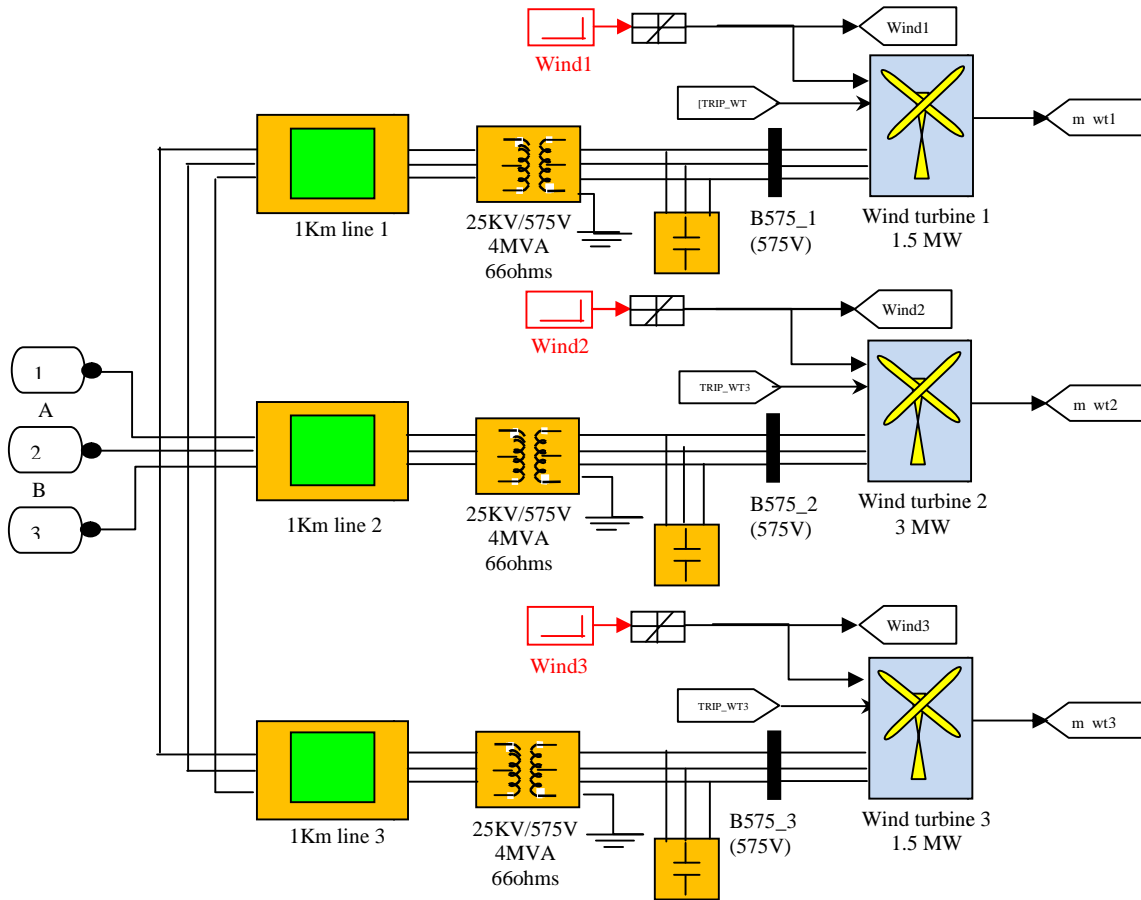 Wind1
Wind1
[TRIP_WT
m wt1
1Km line 1
25KV/575V
4MVA
66ohms
B575_1
(575V)
Wind turbine 1
1.5 MW
Wind2
Wind2
TRIP_WT3
m wt2
1
A
2
B
3
1Km line 2
25KV/575V
4MVA
66ohms
B575_2
(575V)
Wind turbine 2
3 MW
Wind3
Wind3
TRIP_WT3
m wt3
1Km line 3
25KV/575V
4MVA
66ohms
B575_3
(575V)
Wind turbine 3
1.5 MW